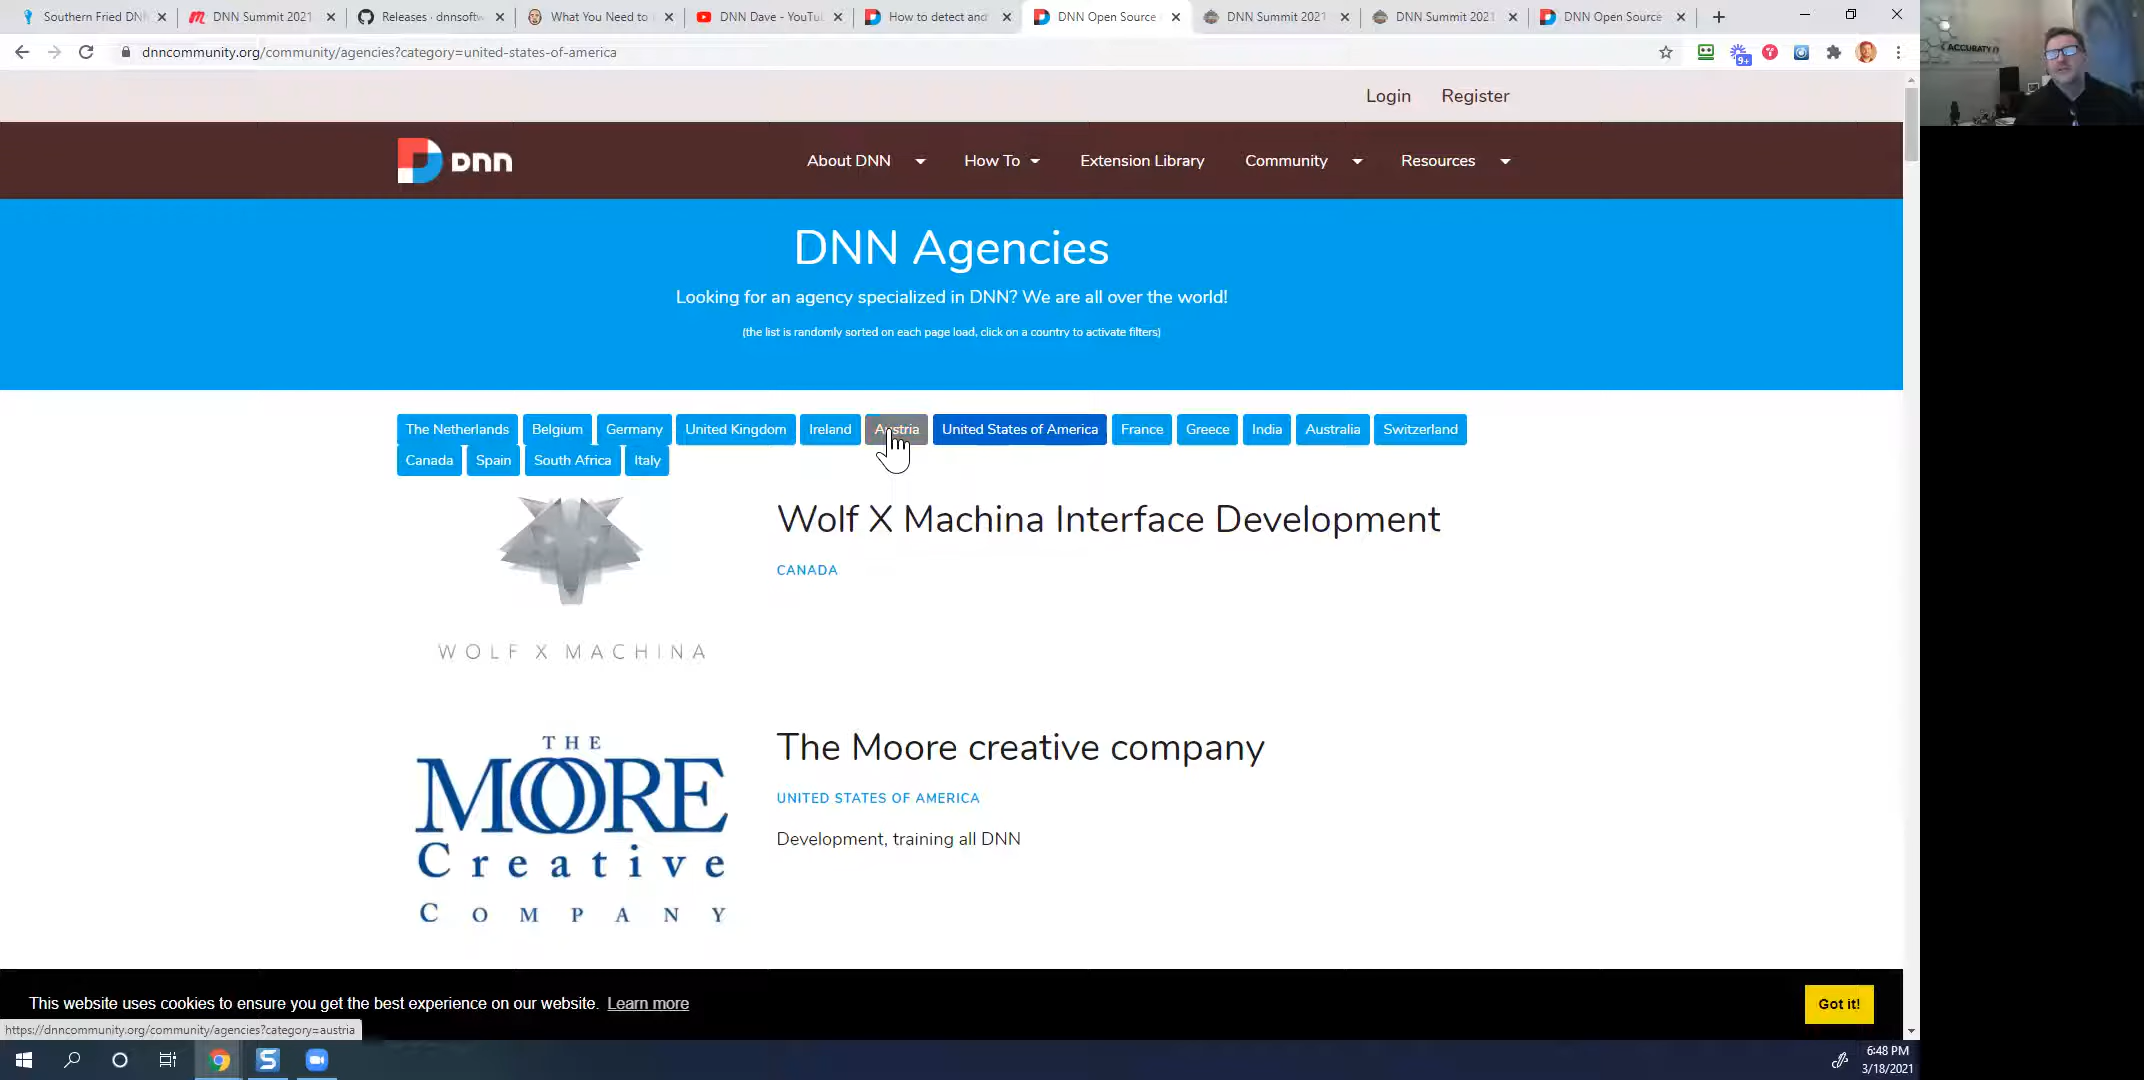 Southern Fried DN
DNN Summit 2021
Releases · dnnsoftw
What You Need to
DNN Dave - YouTu
How to detect and
DNN Open Source
DNN Summit 2021
DNN Summit 2021
DNN Open Source
dnncommunity.org/community/agencies?category=united-states-of-america
9+
ACCURATY
Login Register
DNN
About DNN How To Extension Library Community Resources
DNN Agencies
Looking for an agency specialized in DNN? We are all over the world!
(the list is randomly sorted on each page load, click on a country to activate filters)
The Netherlands Belgium Germany United Kingdom Ireland Austria United States of America France Greece India Australia Switzerland
Canada Spain South Africa Italy
Wolf X Machina Interface Development
CANADA
WOLF X MACHINA
The Moore creative company
UNITED STATES OF AMERICA
Development, training all DNN
THE
MOORE
Creative
COMPANY
This website uses cookies to ensure you get the best experience on our website. Learn more
Got it!
https://dnncommunity.org/community/agencies?category=austria
6:48 PM
3/18/2021